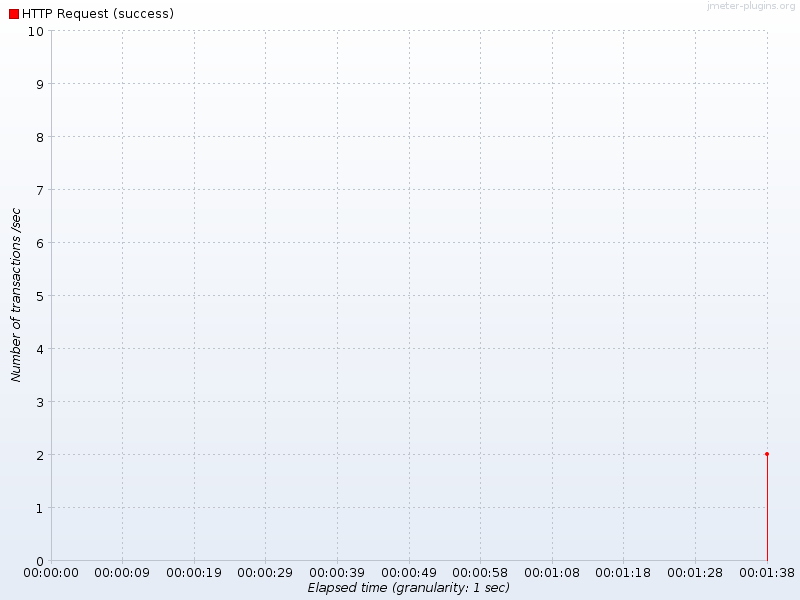 HTTP Request (success)
jmeter-plugins.org
10
9
8
7
6
5
4
3
2
1
0
Number of transactions /sec
00:00:00 00:00:09 00:00:19 00:00:29 00:00:39 00:00:49 00:00:58 00:01:08 00:01:18 00:01:28 00:01:38
Elapsed time (granularity: 1 sec)